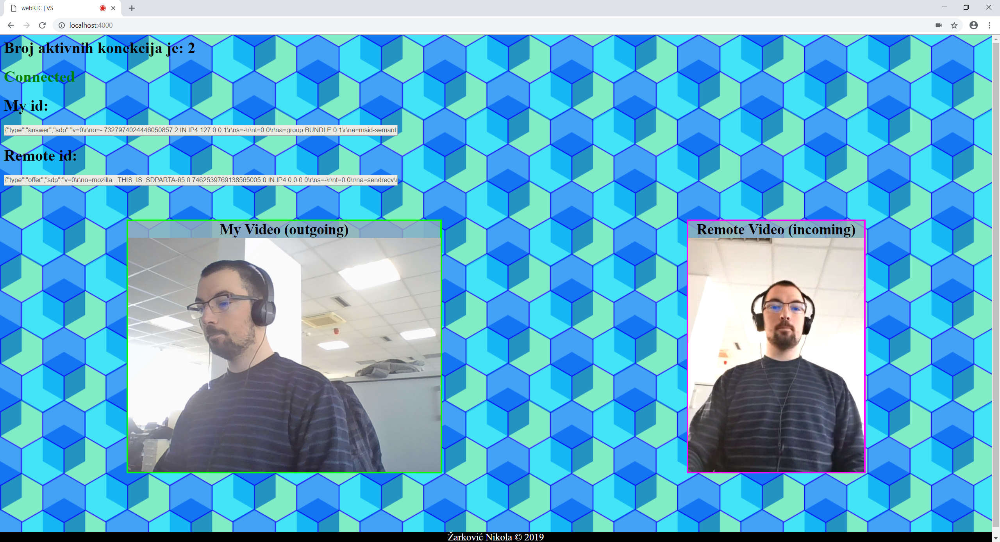 webRTC | VS
localhost:4000
Broj aktivnih konekcija je: 2
Connected
My id:
{"type":"answer","sdp":"v=0\r\no=- 7327974024446050857 2 IN IP4 127.0.0.1\r\ns=-\r\nt=0 0\r\na=group:BUNDLE 0 1\r\na=msid-semant
Remote id:
{"type":"offer","sdp":"v=0\r\no=mozilla...THIS_IS_SDPARTA-65.0 7462539769138565005 0 IN IP4 0.0.0.0\r\ns=-\r\nt=0 0\r\na=sendrecv\r
My Video (outgoing)
Remote Video (incoming)
Žarković Nikola © 2019